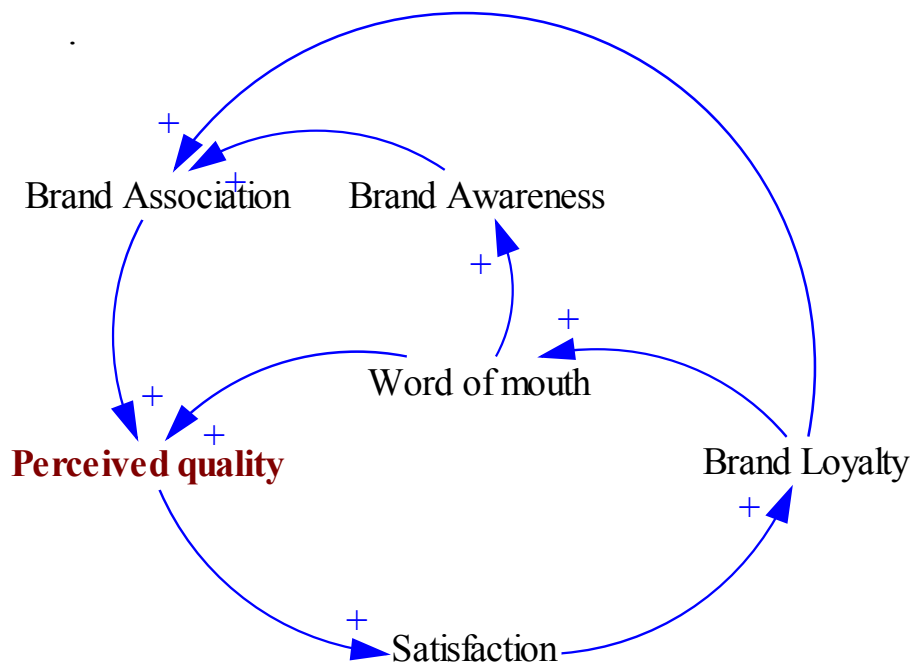 .
+
+
Brand Association
Brand Awareness
+
+
Word of mouth
+
+
Perceived quality
Brand Loyalty
+
+
Satisfaction